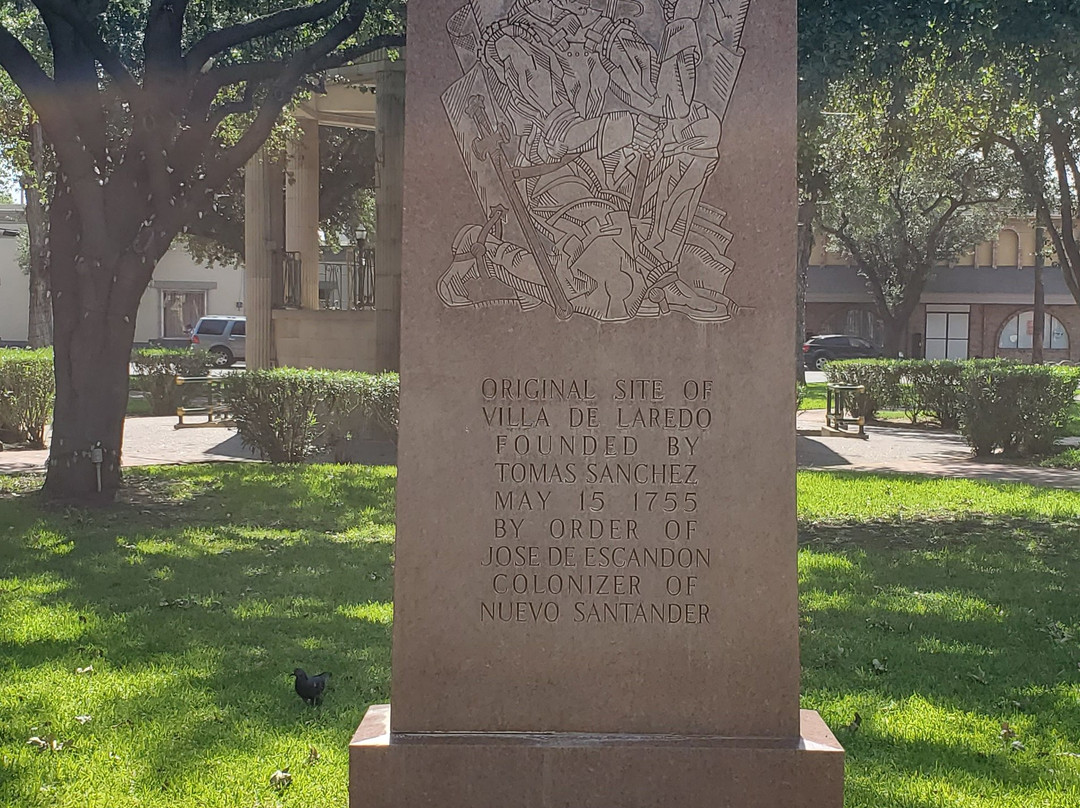 ORIGINAL SITE OF
VILLA DE LAREDO
FOUNDED BY
TOMAS SANCHEZ
MAY 15 1755
BY ORDER OF
JOSE DE ESCANDON
COLONIZER OF
NUEVO SANTANDER